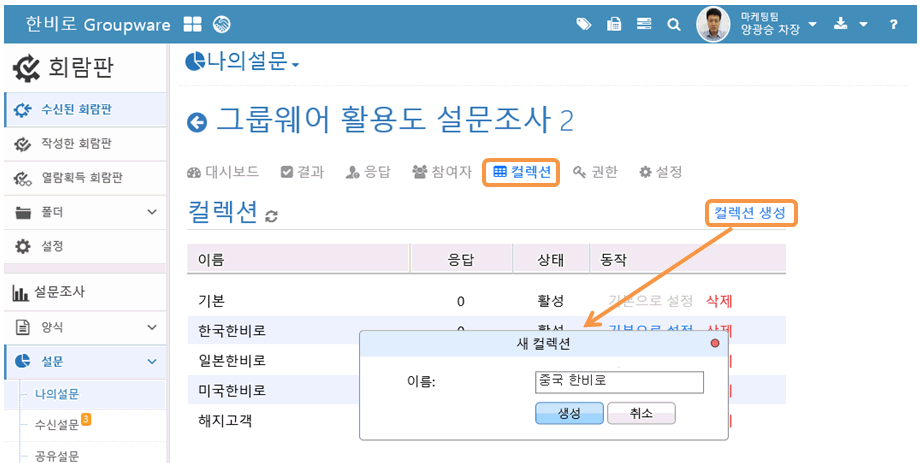 한비로 Groupware
마케팅팀
양광승 차장
?
회람판
수신된 회람판
작성한 회람판
열람획득 회람판
폴더
설정
설문조사
양식
설문
나의설문
수신설문 3
공유설문
나의설문
그룹웨어 활용도 설문조사 2
대시보드 결과 응답 참여자 컬렉션 권한 설정
컬렉션 컬렉션 생성
이름 응답 상태 동작
기본 0 활성 기본으로 설정 삭제
한국한비로 0 활성 기본으로 설정 삭제
일본한비로
미국한비로
해지고객
새 컬렉션
이름: 중국 한비로
생성 취소